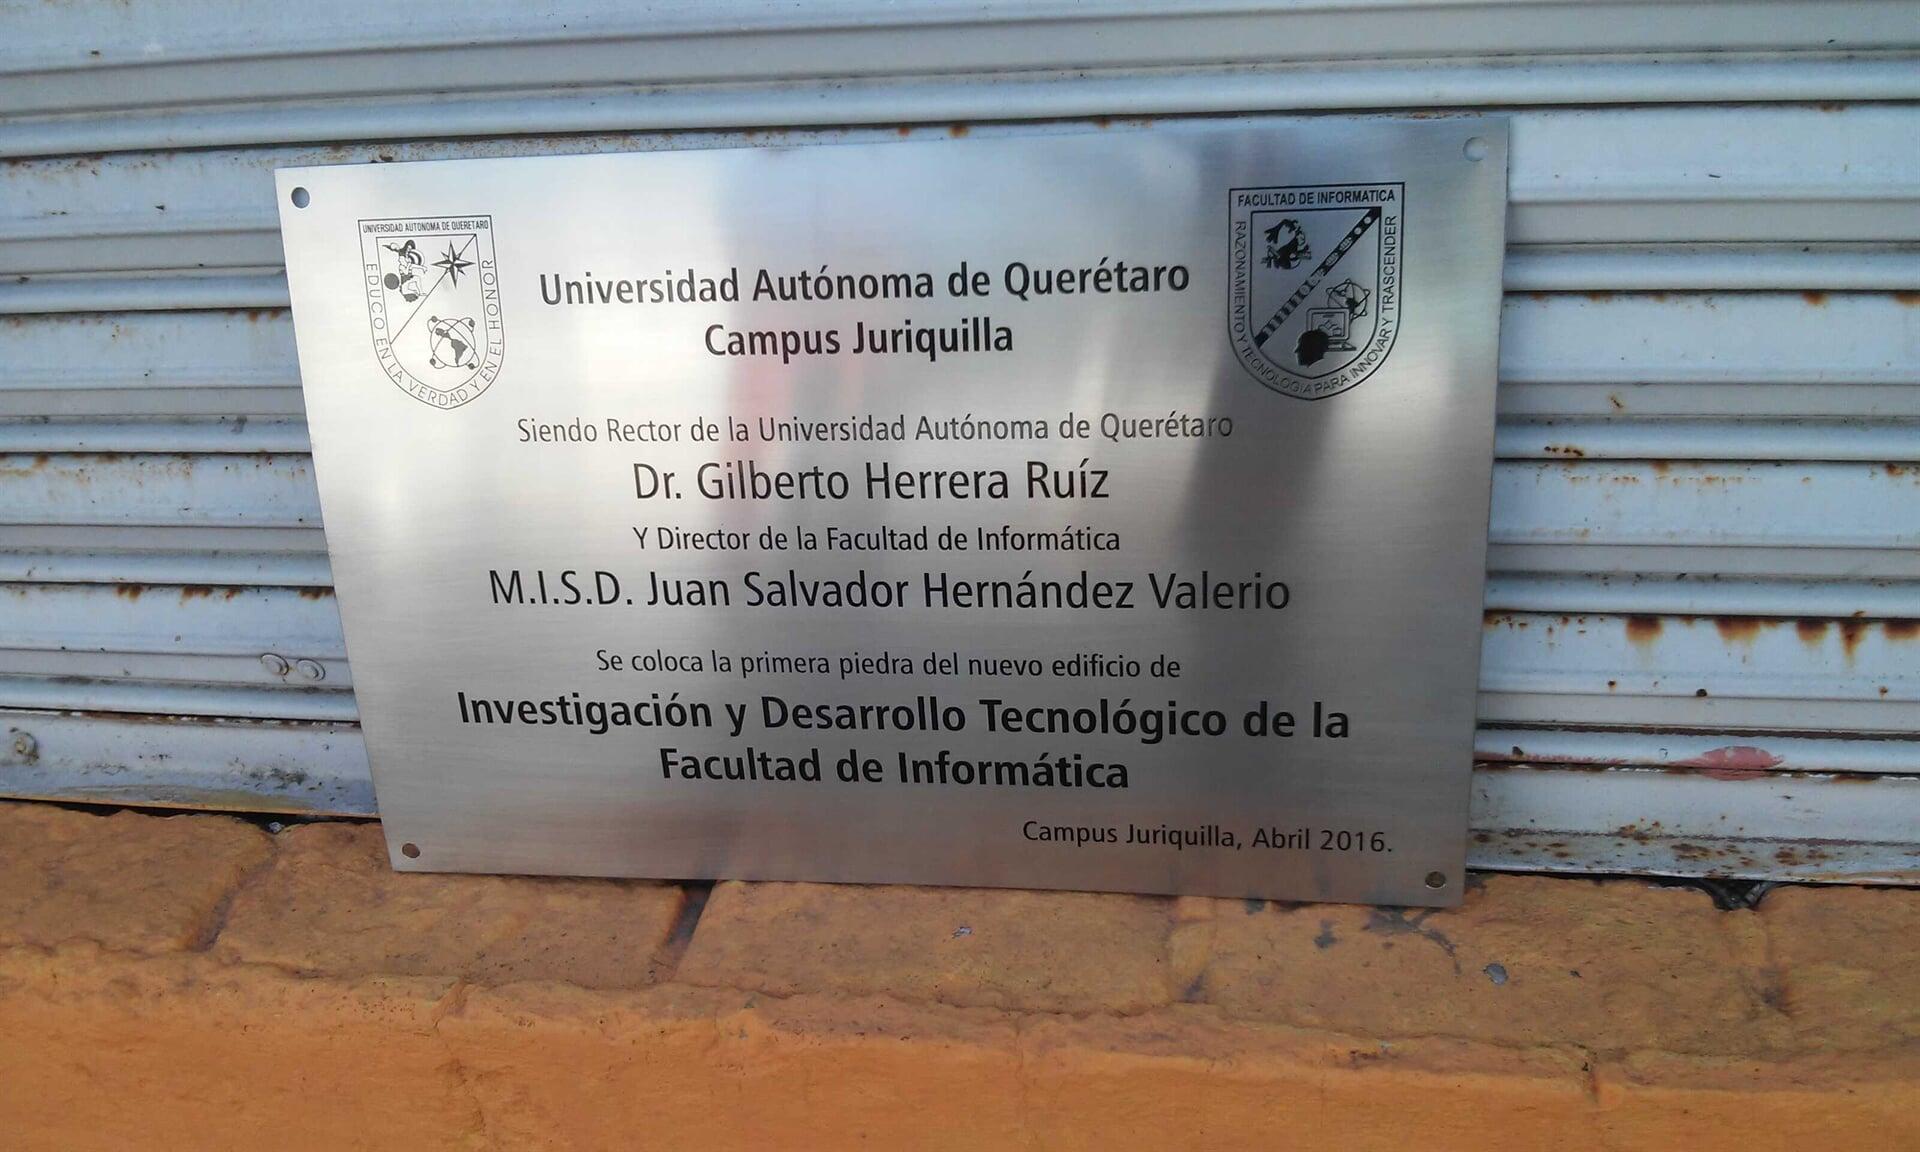 UNIVERSIDAD AUTONOMA DE QUERETARO
EDUCO EN LA VERDAD Y EN EL HONOR
FACULTAD DE INFORMATICA
RAZONAMIENTO Y TECNOLOGIA PARA INNOVAR Y TRASCENDER
Universidad Autónoma de Querétaro
Campus Juriquilla
Siendo Rector de la Universidad Autónoma de Querétaro
Dr. Gilberto Herrera Ruíz
Y Director de la Facultad de Informática
M.I.S.D. Juan Salvador Hernández Valerio
Se coloca la primera piedra del nuevo edificio de
Investigación y Desarrollo Tecnológico de la
Facultad de Informática
Campus Juriquilla, Abril 2016.